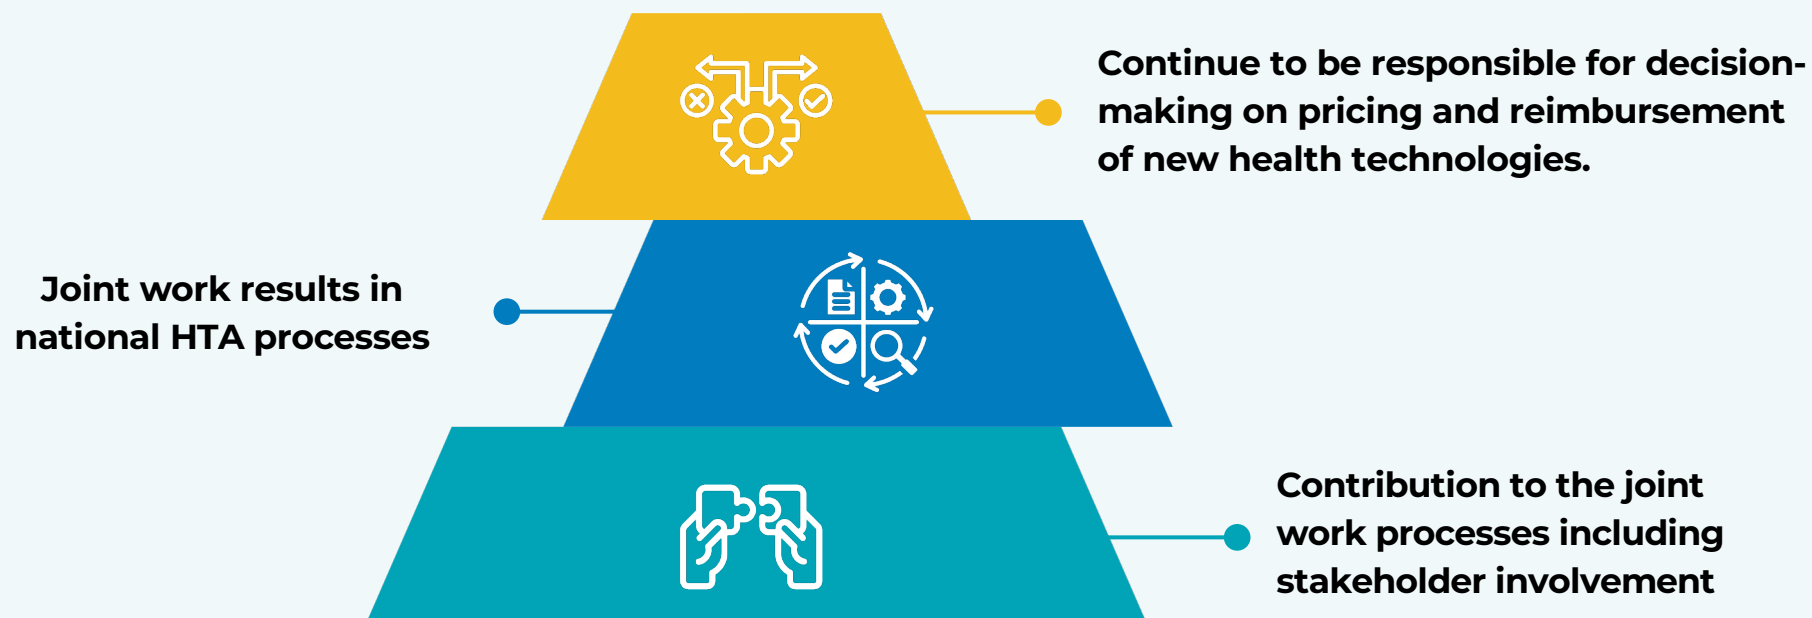 Continue to be responsible for decision-
making on pricing and reimbursement
of new health technologies.
Joint work results in
national HTA processes
Contribution to the joint
work processes including
stakeholder involvement